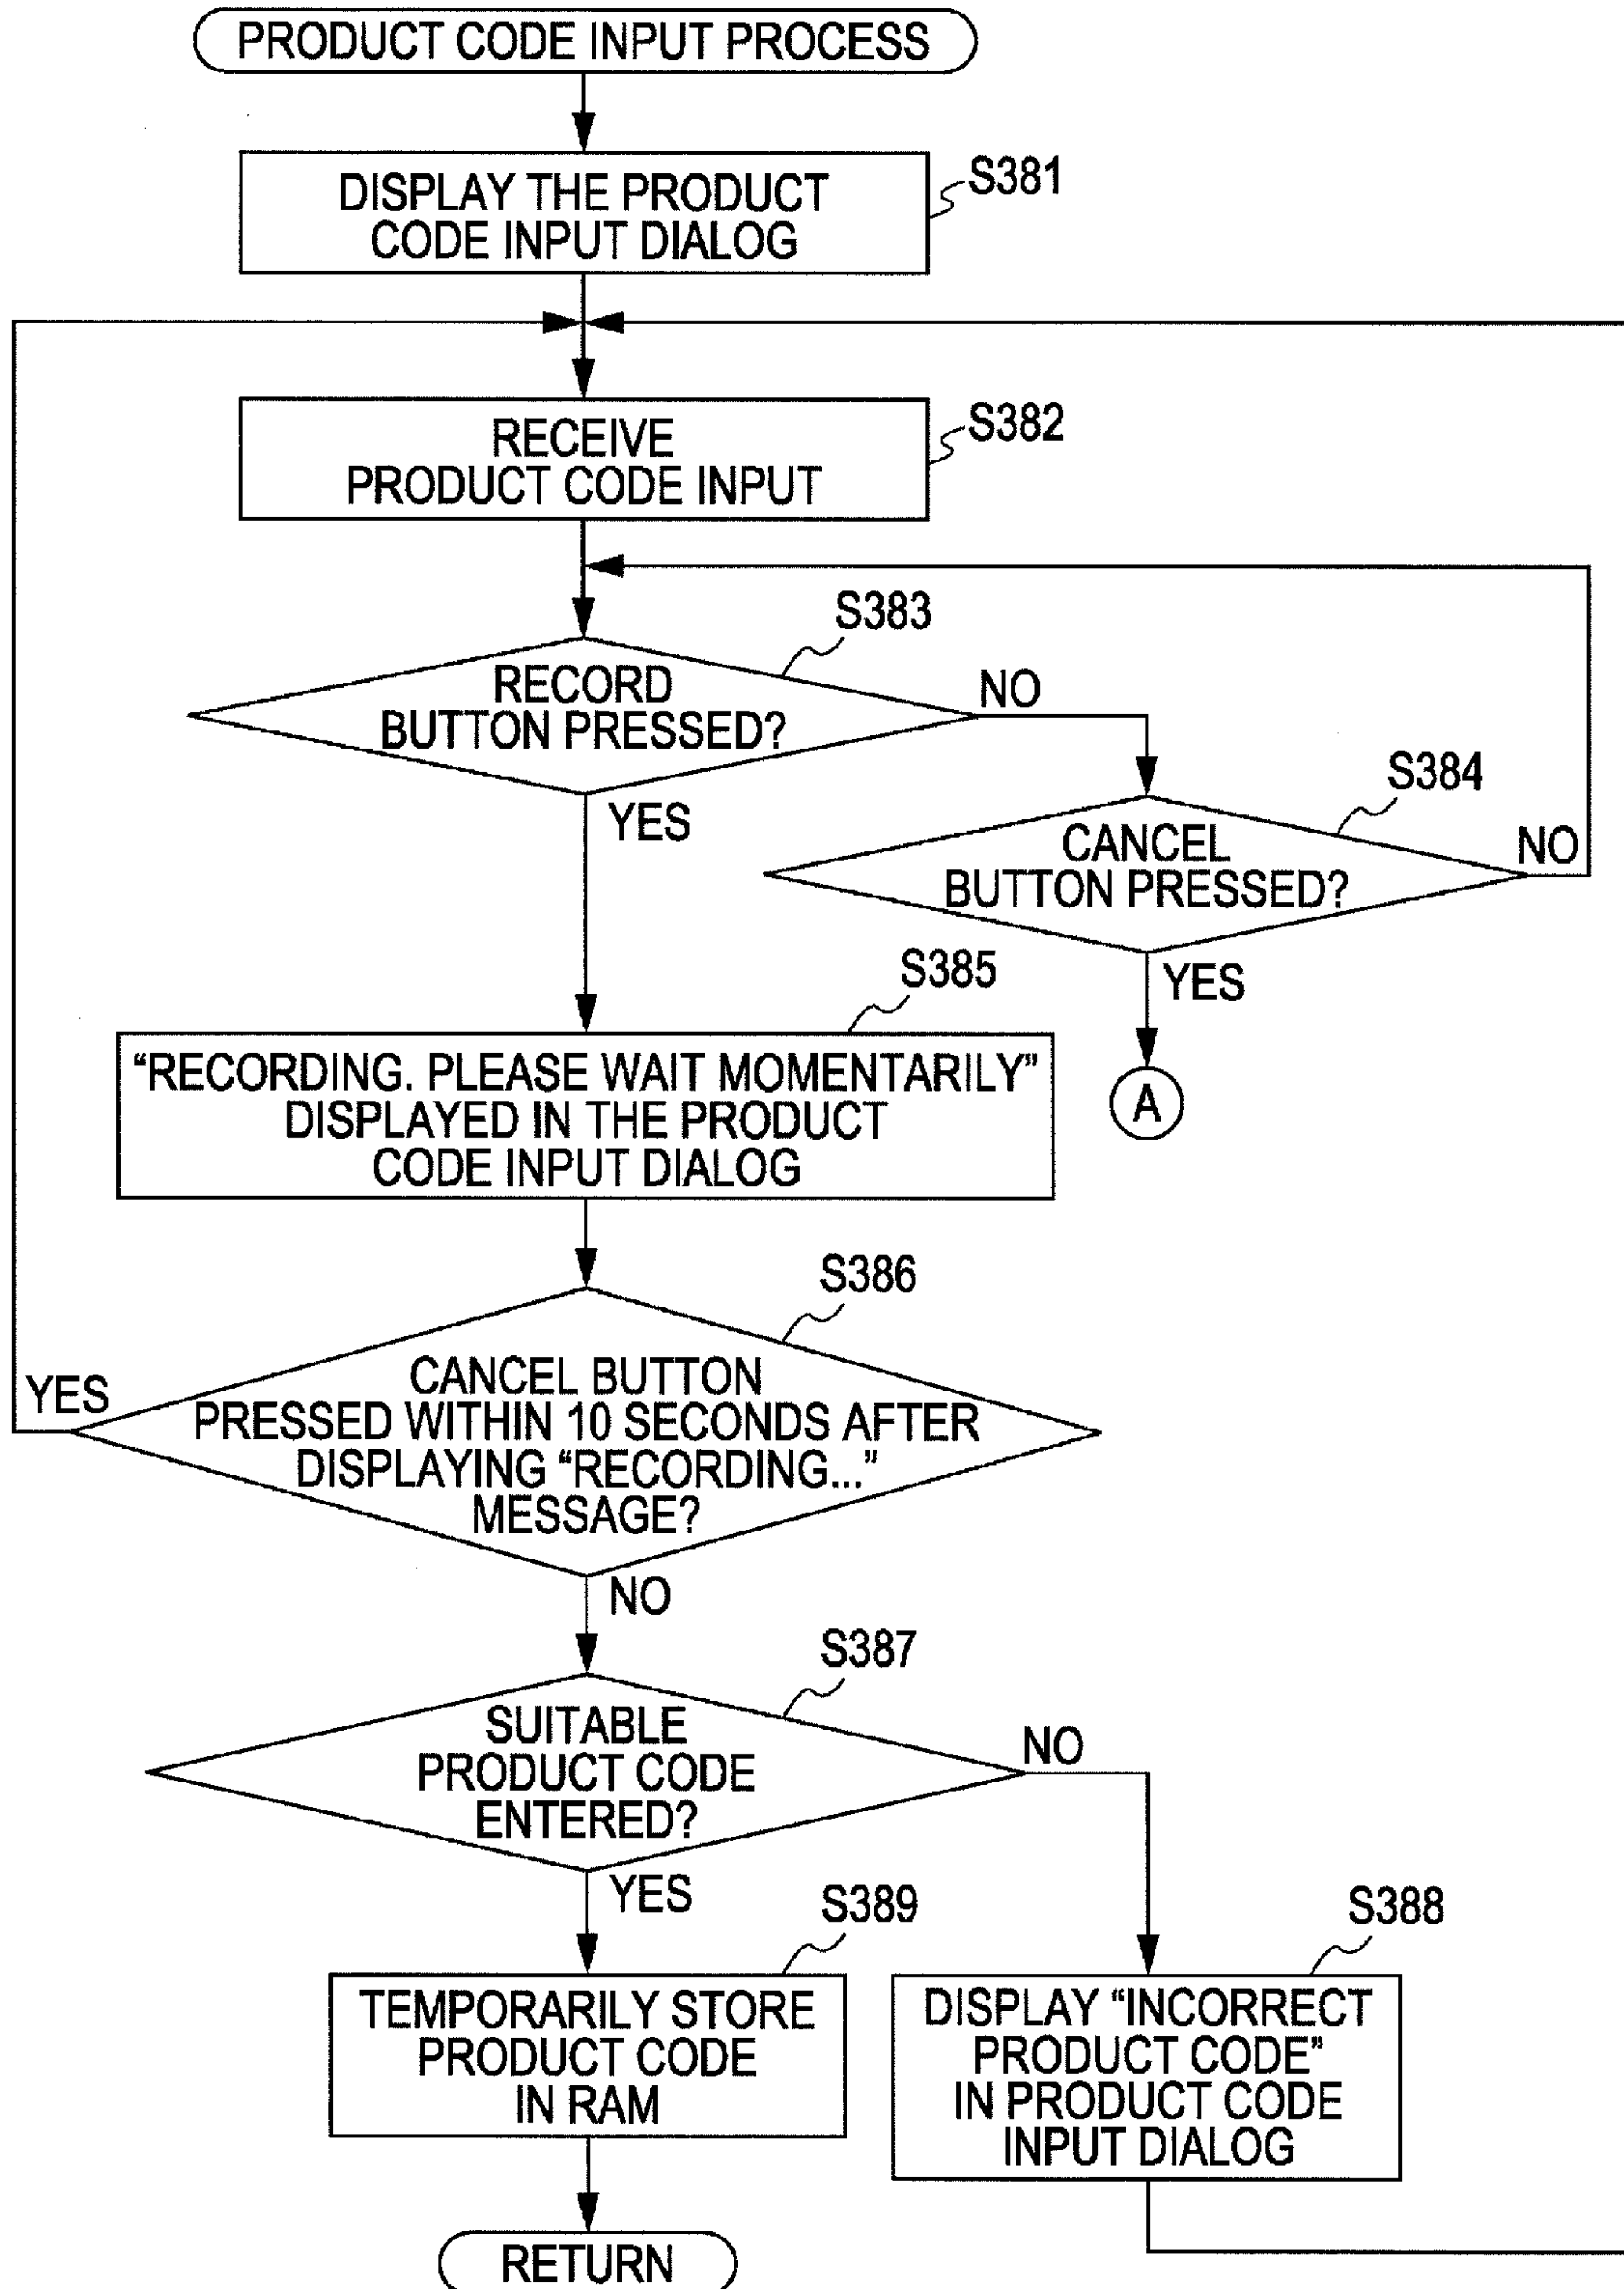 PRODUCT CODE INPUT PROCESS
S381
DISPLAY THE PRODUCT
CODE INPUT DIALOG
S382
RECEIVE
PRODUCT CODE INPUT
S383
RECORD
BUTTON PRESSED?
NO
YES
S384
CANCEL
BUTTON PRESSED?
NO
YES
A
S385
“RECORDING. PLEASE WAIT MOMENTARILY”
DISPLAYED IN THE PRODUCT
CODE INPUT DIALOG
S386
CANCEL BUTTON
PRESSED WITHIN 10 SECONDS AFTER
DISPLAYING “RECORDING...”
MESSAGE?
YES
NO
S387
SUITABLE
PRODUCT CODE
ENTERED?
NO
YES
S389
TEMPORARILY STORE
PRODUCT CODE
IN RAM
S388
DISPLAY “INCORRECT
PRODUCT CODE”
IN PRODUCT CODE
INPUT DIALOG
RETURN